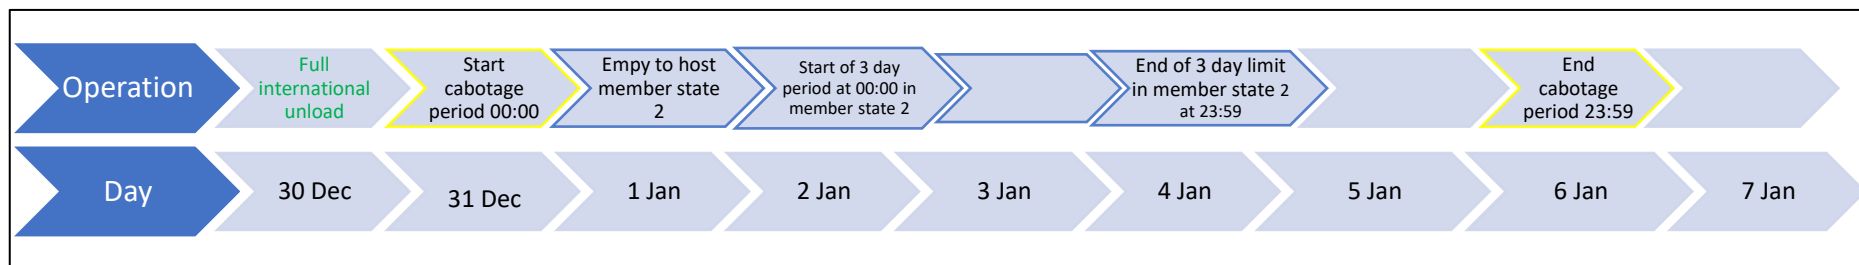 Operation
Full
international
unload
Start
cabotage
period 00:00
Empy to host
member state
2
Start of 3 day
period at 00:00 in
member state 2
End of 3 day limit
in member state 2
at 23:59
End
cabotage
period 23:59
Day
30 Dec
31 Dec
1 Jan
2 Jan
3 Jan
4 Jan
5 Jan
6 Jan
7 Jan